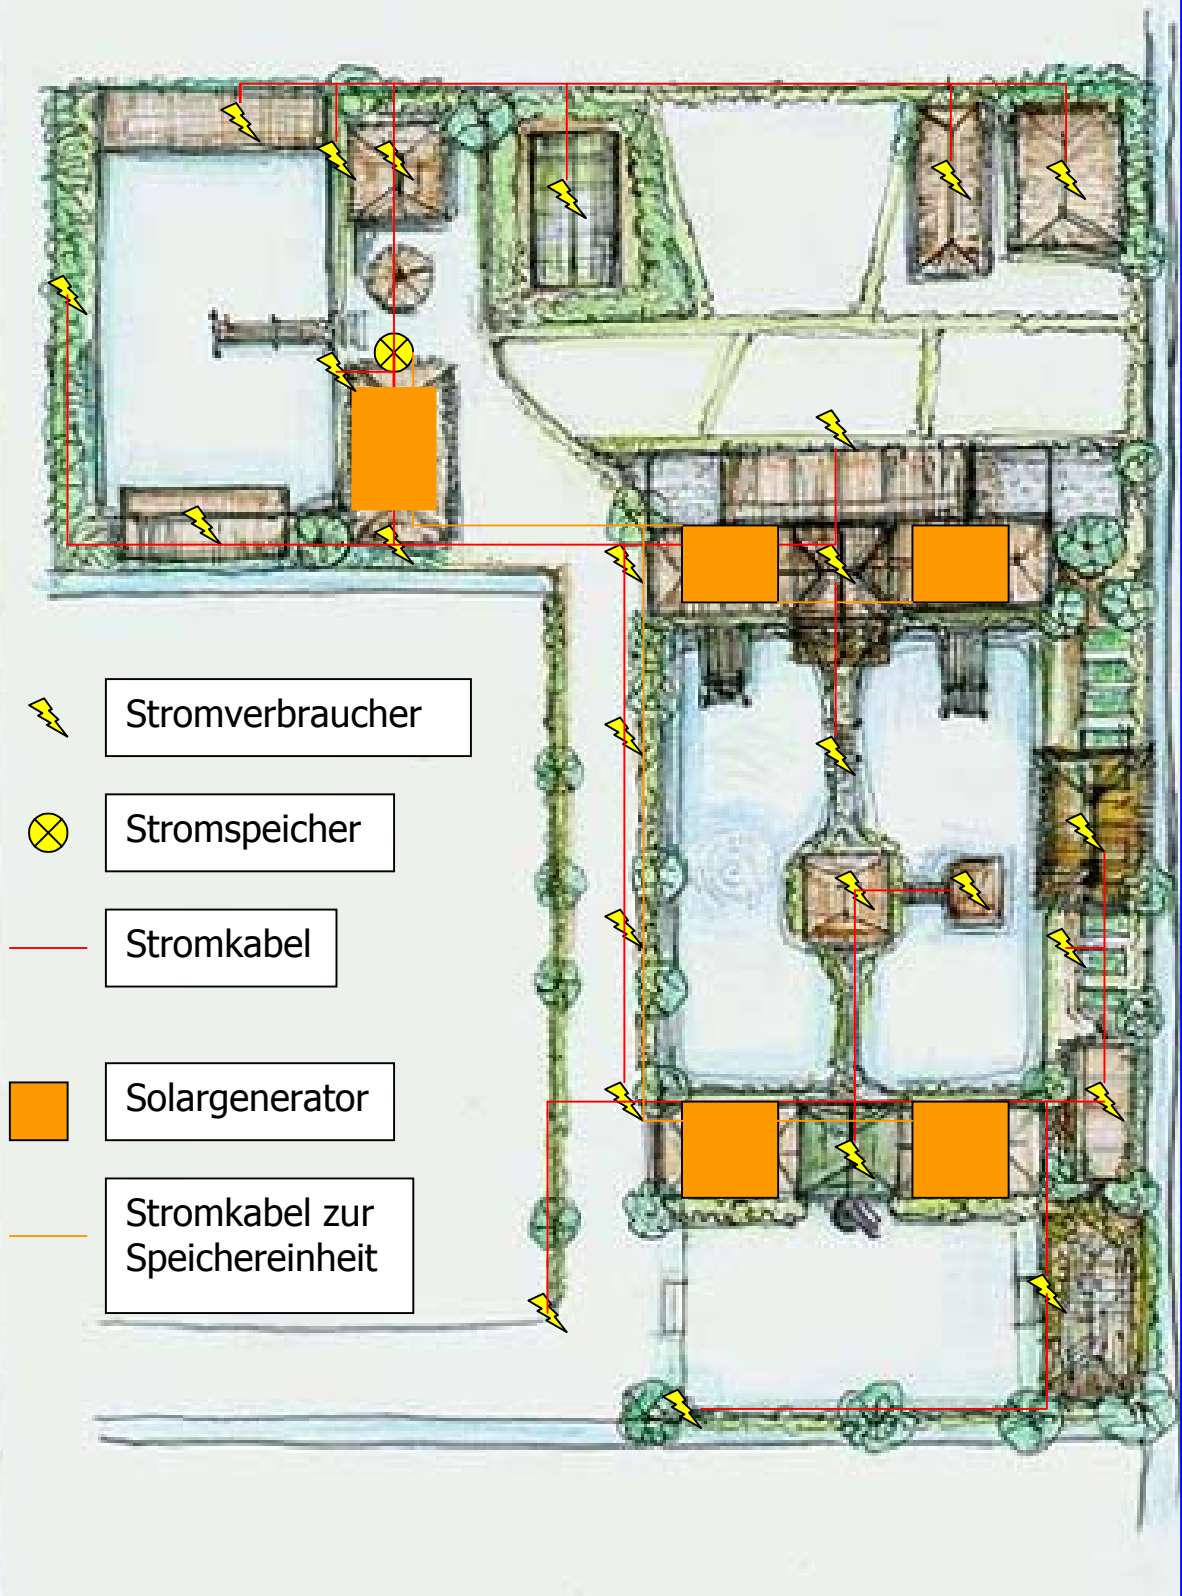 Stromverbraucher
Stromspeicher
Stromkabel
Solargenerator
Stromkabel zur
Speichereinheit